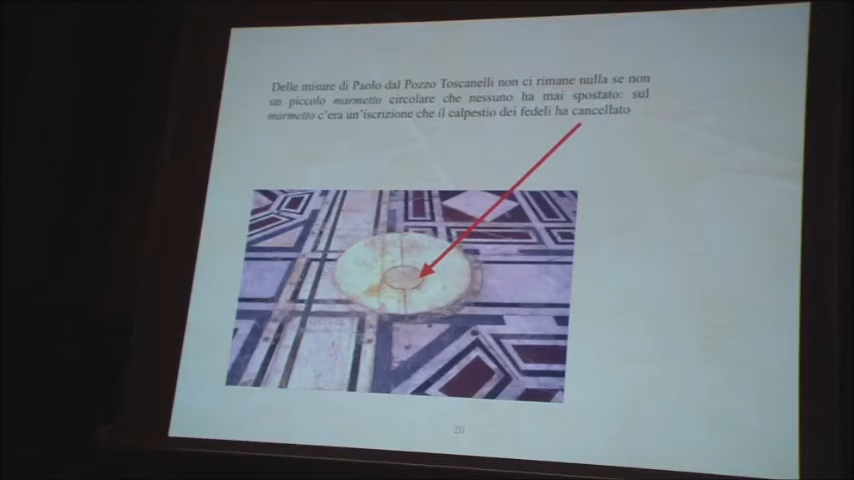 Delle misure di Paolo dal Pozzo Toscanelli non ci rimane nulla se non
un piccolo marmetto circolare che nessuno ha mai spostato: sul
marmetto c'era un'iscrizione che il calpestio dei fedeli ha cancellato
20